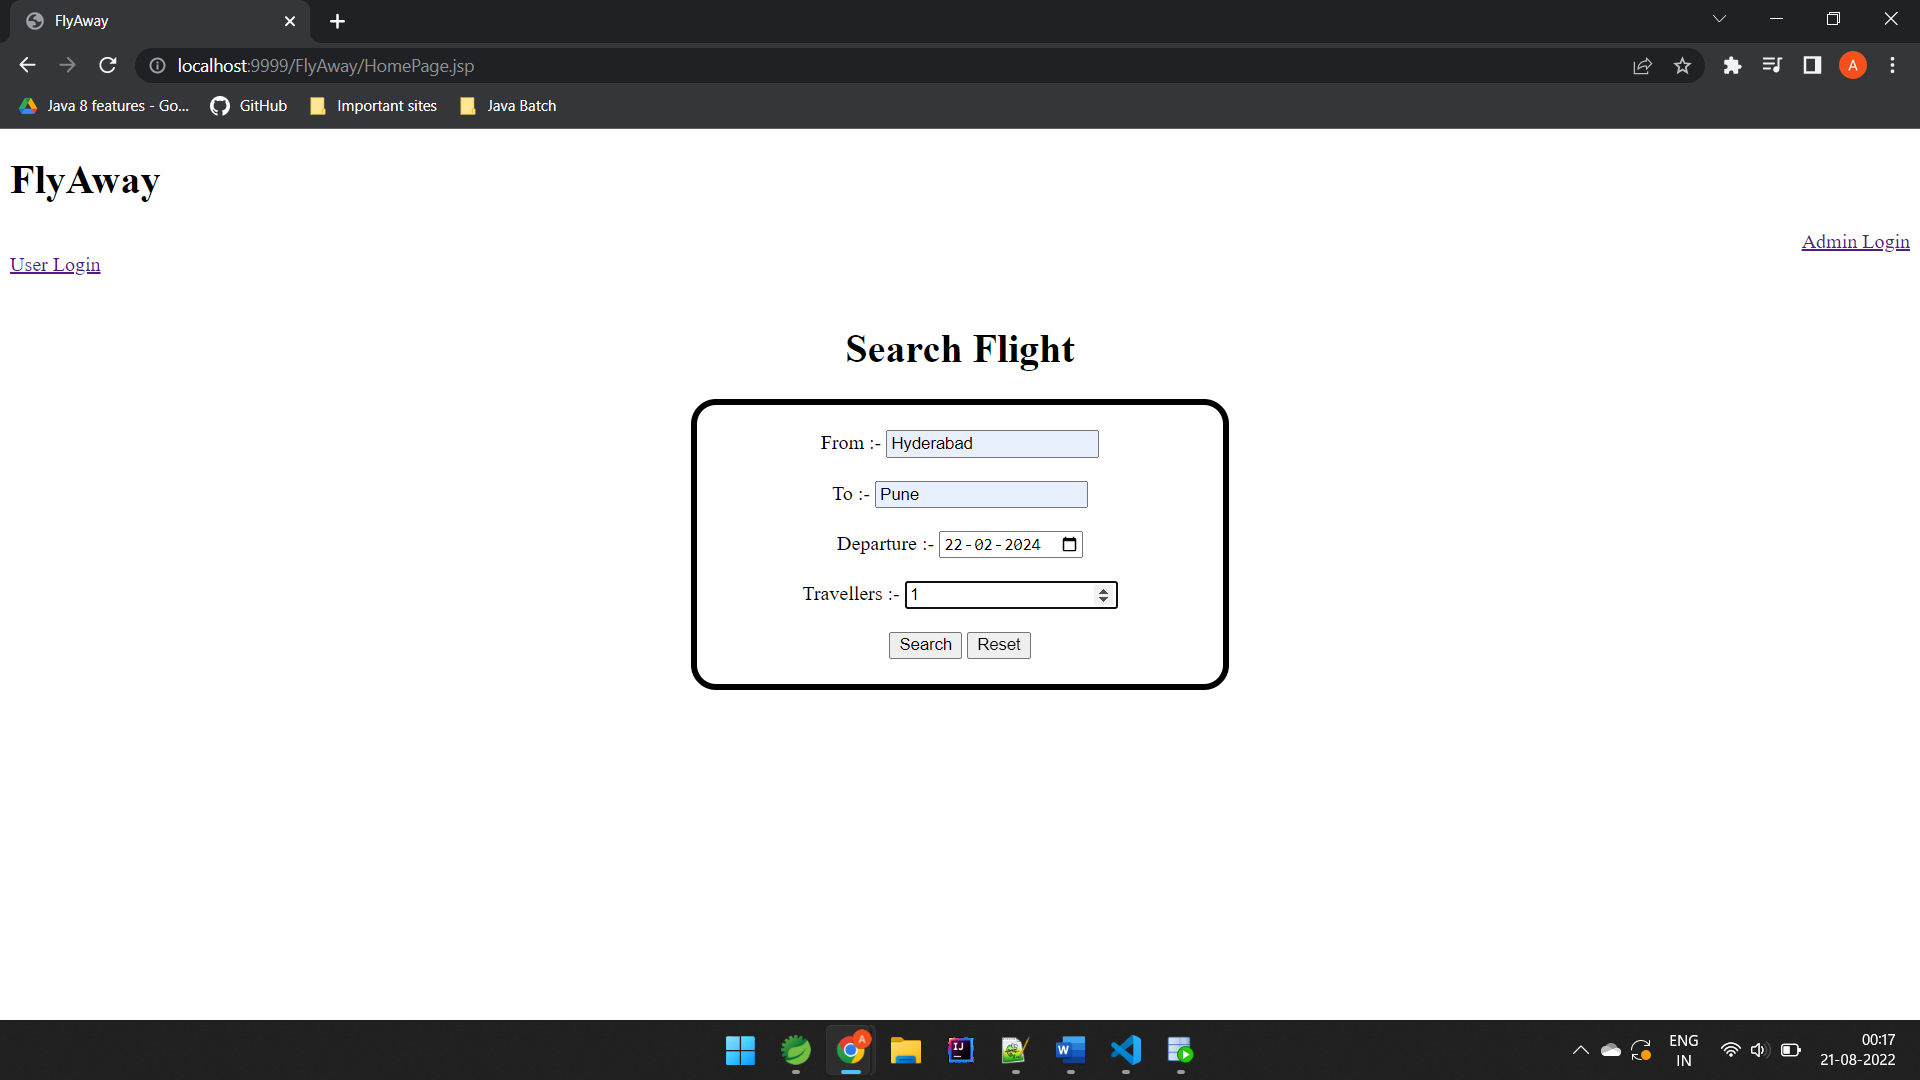 FlyAway
localhost:9999/FlyAway/HomePage.jsp
A
Java 8 features - Go...
GitHub
Important sites
Java Batch
FlyAway
Admin Login
User Login
Search Flight
From :- Hyderabad
To :- Pune
Departure :- 22-02-2024
Travellers :- 1
Search Reset
A
IJ
W
ENG
IN
00:17
21-08-2022